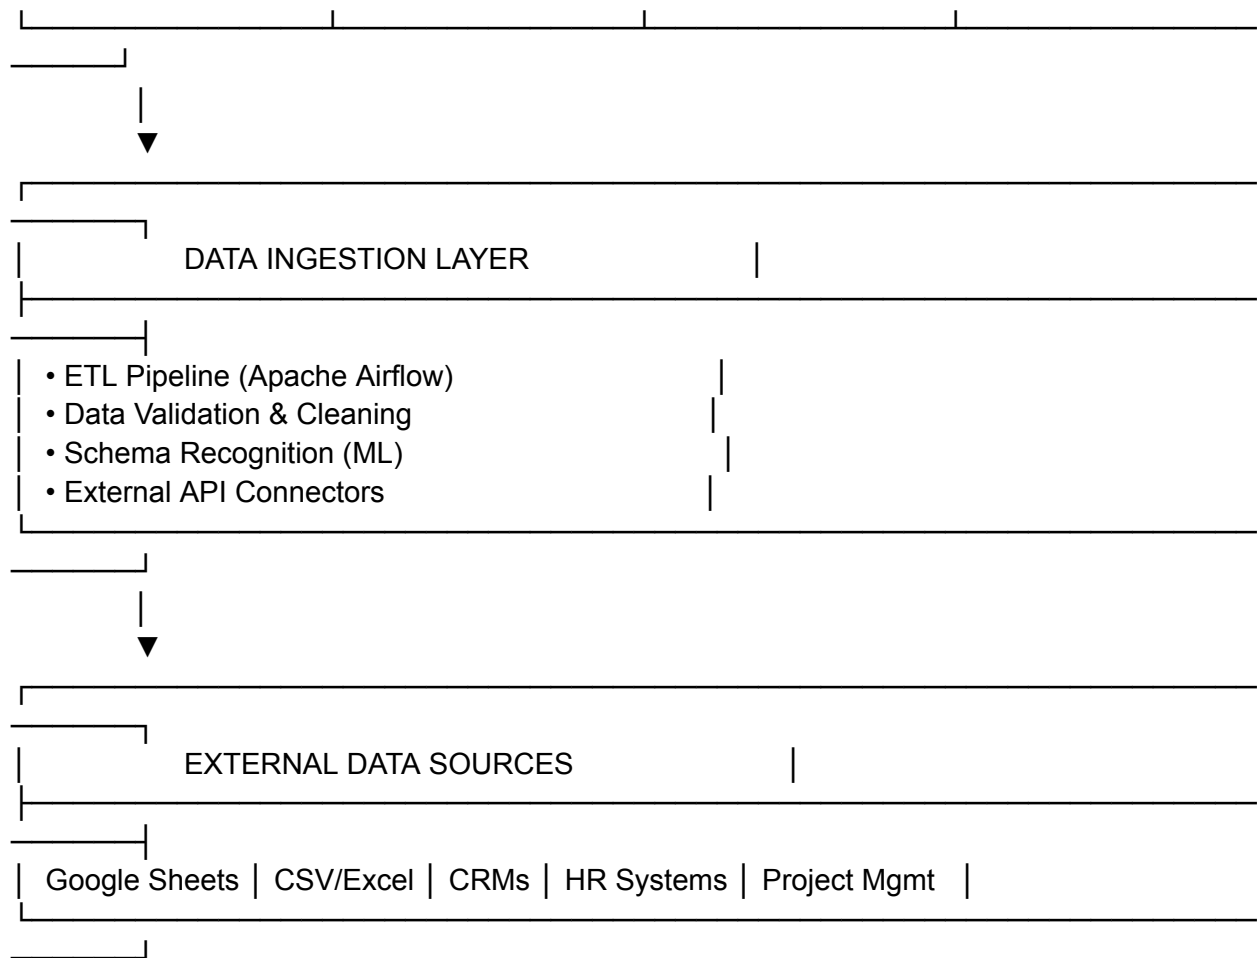 DATA INGESTION LAYER
• ETL Pipeline (Apache Airflow)
• Data Validation & Cleaning
• Schema Recognition (ML)
• External API Connectors
EXTERNAL DATA SOURCES
Google Sheets │ CSV/Excel │ CRMs │ HR Systems │ Project Mgmt